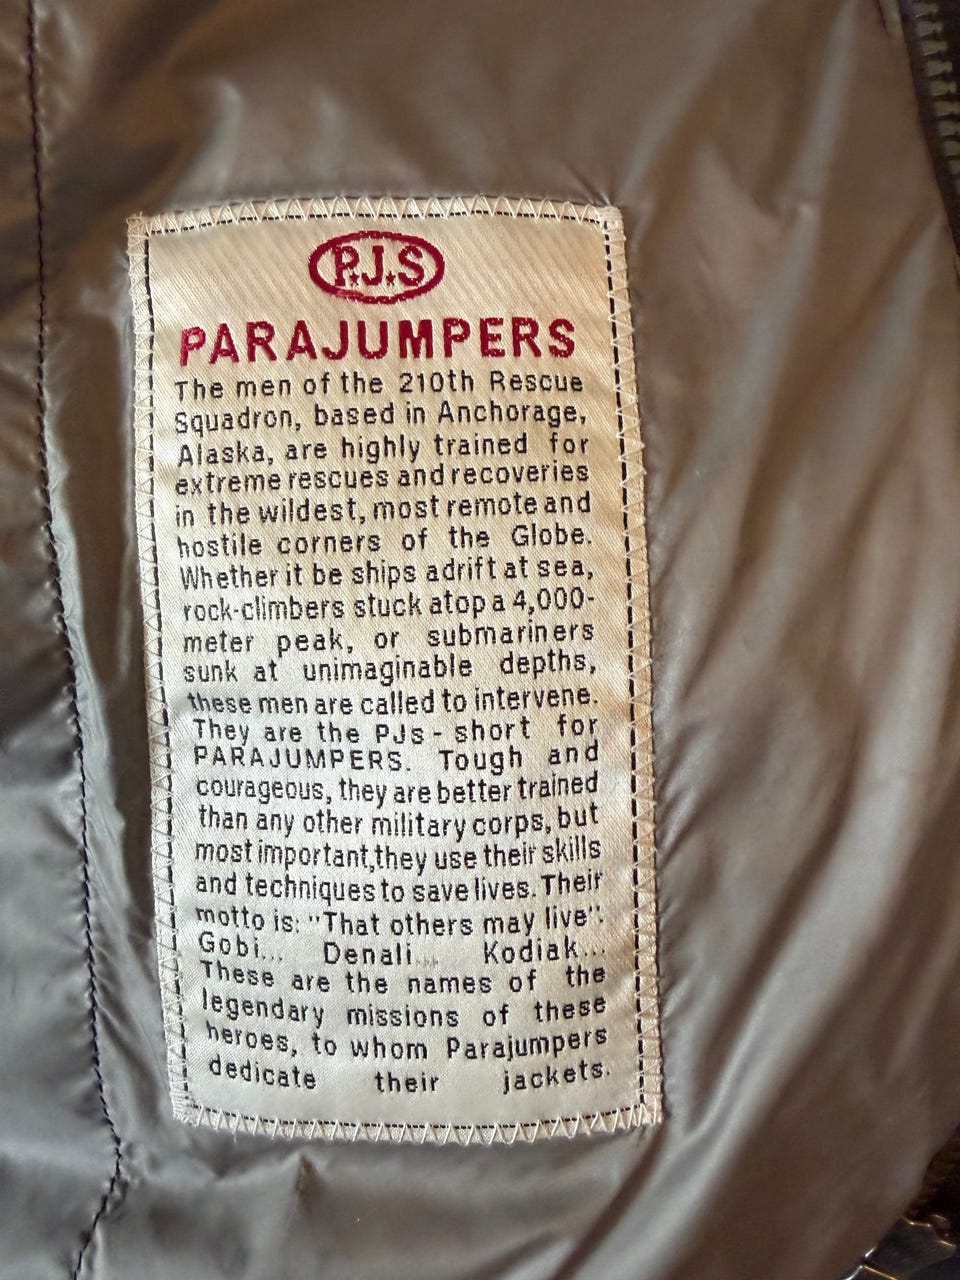 P.J.S
PARAJUMPERS
The men of the 210th Rescue
Squadron, based in Anchorage,
Alaska, are highly trained for
extreme rescues and recoveries
in the wildest, most remote and
hostile corners of the Globe.
Whether it be ships adrift at sea,
rock-climbers stuck atop a 4,000-
meter peak, or submariners
sunk at unimaginable depths,
these men are called to intervene.
They are the PJs - short for
PARAJUMPERS. Tough and
courageous, they are better trained
than any other military corps, but
most important,they use their skills
and techniques to save lives. Their
motto is: "That others may live".
Gobi... Denali... Kodiak...
These are the names of the
legendary missions of these
heroes, to whom Parajumpers
dedicate their jackets.